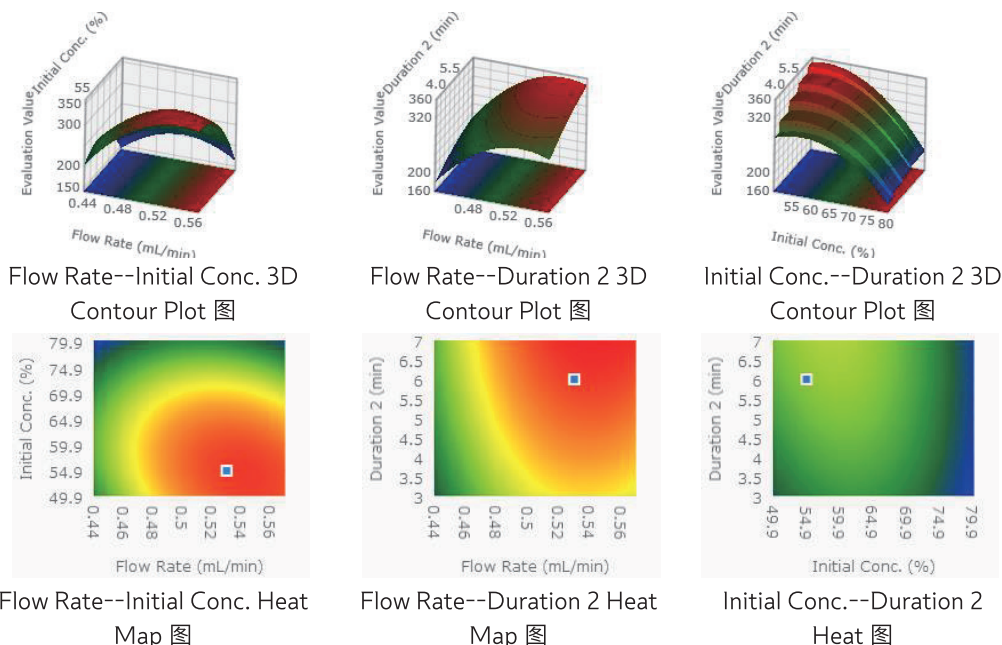 Initial Conc. (%)
55
350
300
200
150
Evaluation Value
0.44 0.48 0.52 0.56
Flow Rate (mL/min)
Duration 2 (min)
5.5
4.0
360
320
200
160
Evaluation Value
0.48 0.52 0.56
Flow Rate (mL/min)
Duration 2 (min)
5.5
4.0
360
320
200
160
Evaluation Value
55 60 65 70 75 80
Initial Conc. (%)
Flow Rate--Initial Conc. 3D
Contour Plot 图
Flow Rate--Duration 2 3D
Contour Plot 图
Initial Conc.--Duration 2 3D
Contour Plot 图
Initial Conc. (%)
79.9
74.9
69.9
64.9
59.9
54.9
49.9
0.44 0.46 0.48 0.5 0.52 0.54 0.56
Flow Rate (mL/min)
Duration 2 (min)
7
6.5
6
5.5
5
4.5
4
3.5
3
0.44 0.46 0.48 0.5 0.52 0.54 0.56
Flow Rate (mL/min)
Duration 2 (min)
7
6.5
6
5.5
5
4.5
4
3.5
3
49.9 54.9 59.9 64.9 69.9 74.9 79.9
Initial Conc. (%)
Flow Rate--Initial Conc. Heat
Map 图
Flow Rate--Duration 2 Heat
Map 图
Initial Conc.--Duration 2
Heat 图